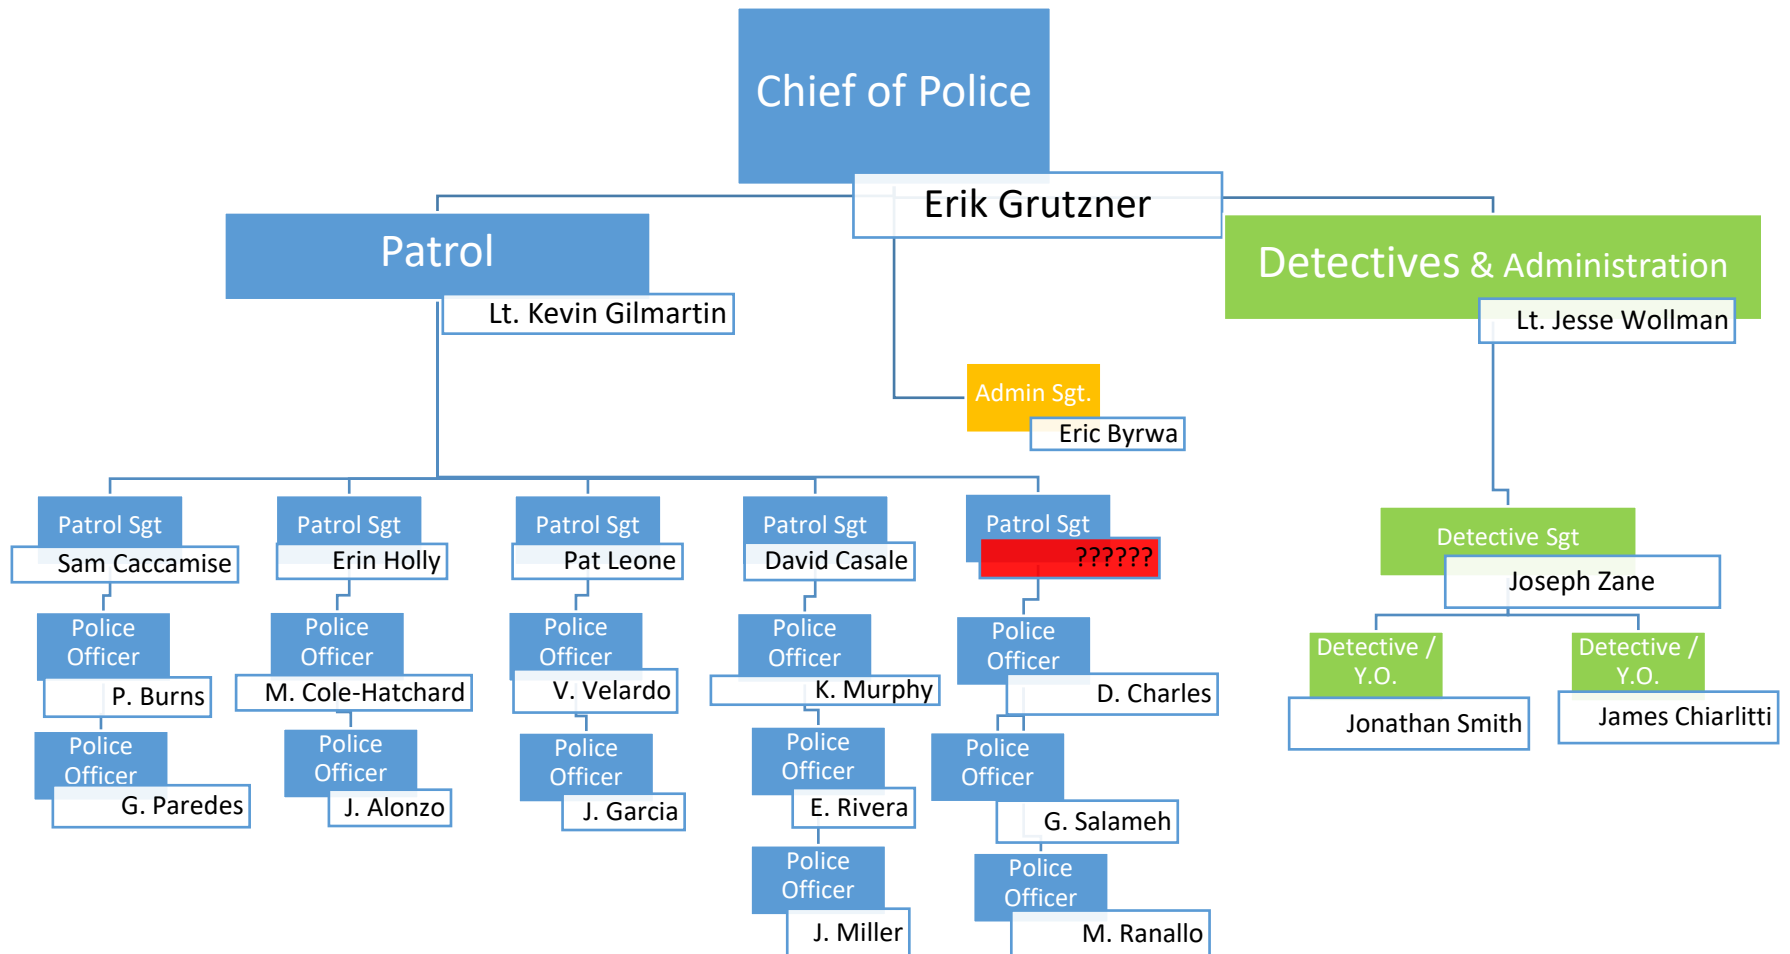 Chief of Police
Erik Grutzner
Patrol
Lt. Kevin Gilmartin
Detectives & Administration
Lt. Jesse Wollman
Admin Sgt.
Eric Byrwa
Patrol Sgt
Sam Caccamise
Police
Officer
P. Burns
Police
Officer
G. Paredes
Patrol Sgt
Erin Holly
Police
Officer
M. Cole-Hatchard
Police
Officer
J. Alonzo
Patrol Sgt
Pat Leone
Police
Officer
V. Velardo
Police
Officer
J. Garcia
Patrol Sgt
David Casale
Police
Officer
K. Murphy
Police
Officer
E. Rivera
Police
Officer
J. Miller
Patrol Sgt
??????
Police
Officer
D. Charles
Police
Officer
G. Salameh
Police
Officer
M. Ranallo
Detective Sgt
Joseph Zane
Detective /
Y.O.
Jonathan Smith
Detective /
Y.O.
James Chiarlitti